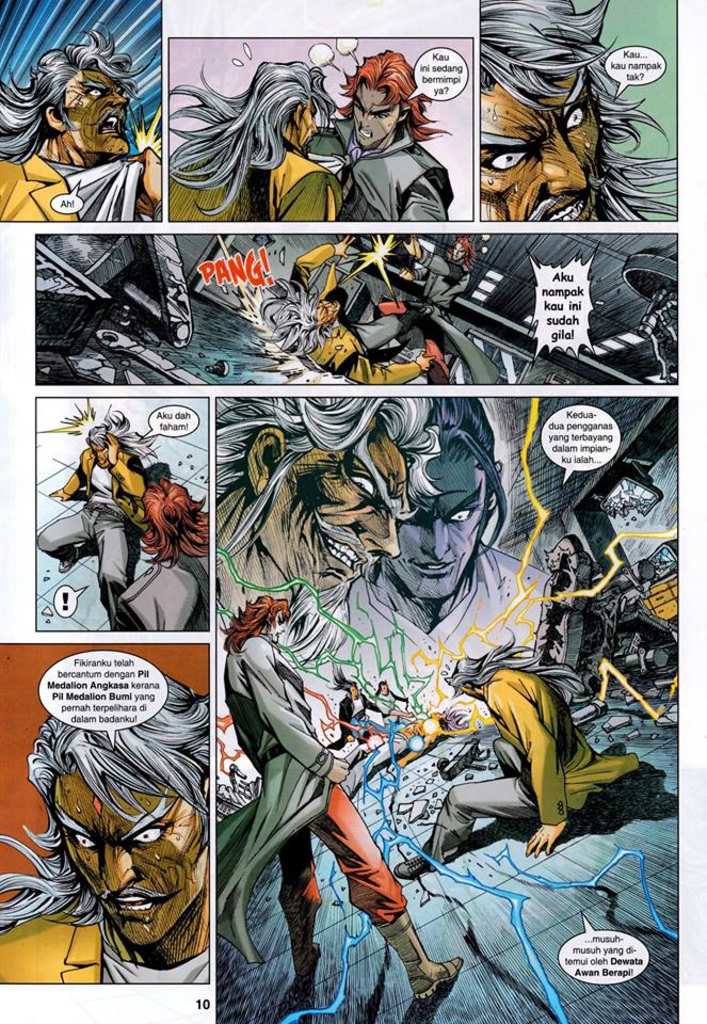 Ah!
Kau
ini sedang
bermimpi
ya?
Kau...
kau nampak
tak?
PANG!
Aku
nampak
kau ini
sudah
gila!
Aku dah
faham!
!
Fikiranku telah
bercantum dengan Pil
Medalion Angkasa kerana
Pil Medalion Bumi yang
pernah terpelihara di
dalam badanku!
Kedua-
dua pengganas
yang terbayang
dalam impian-
ku ialah...
...musuh-
musuh yang di-
temui oleh Dewata
Awan Berapi!
10